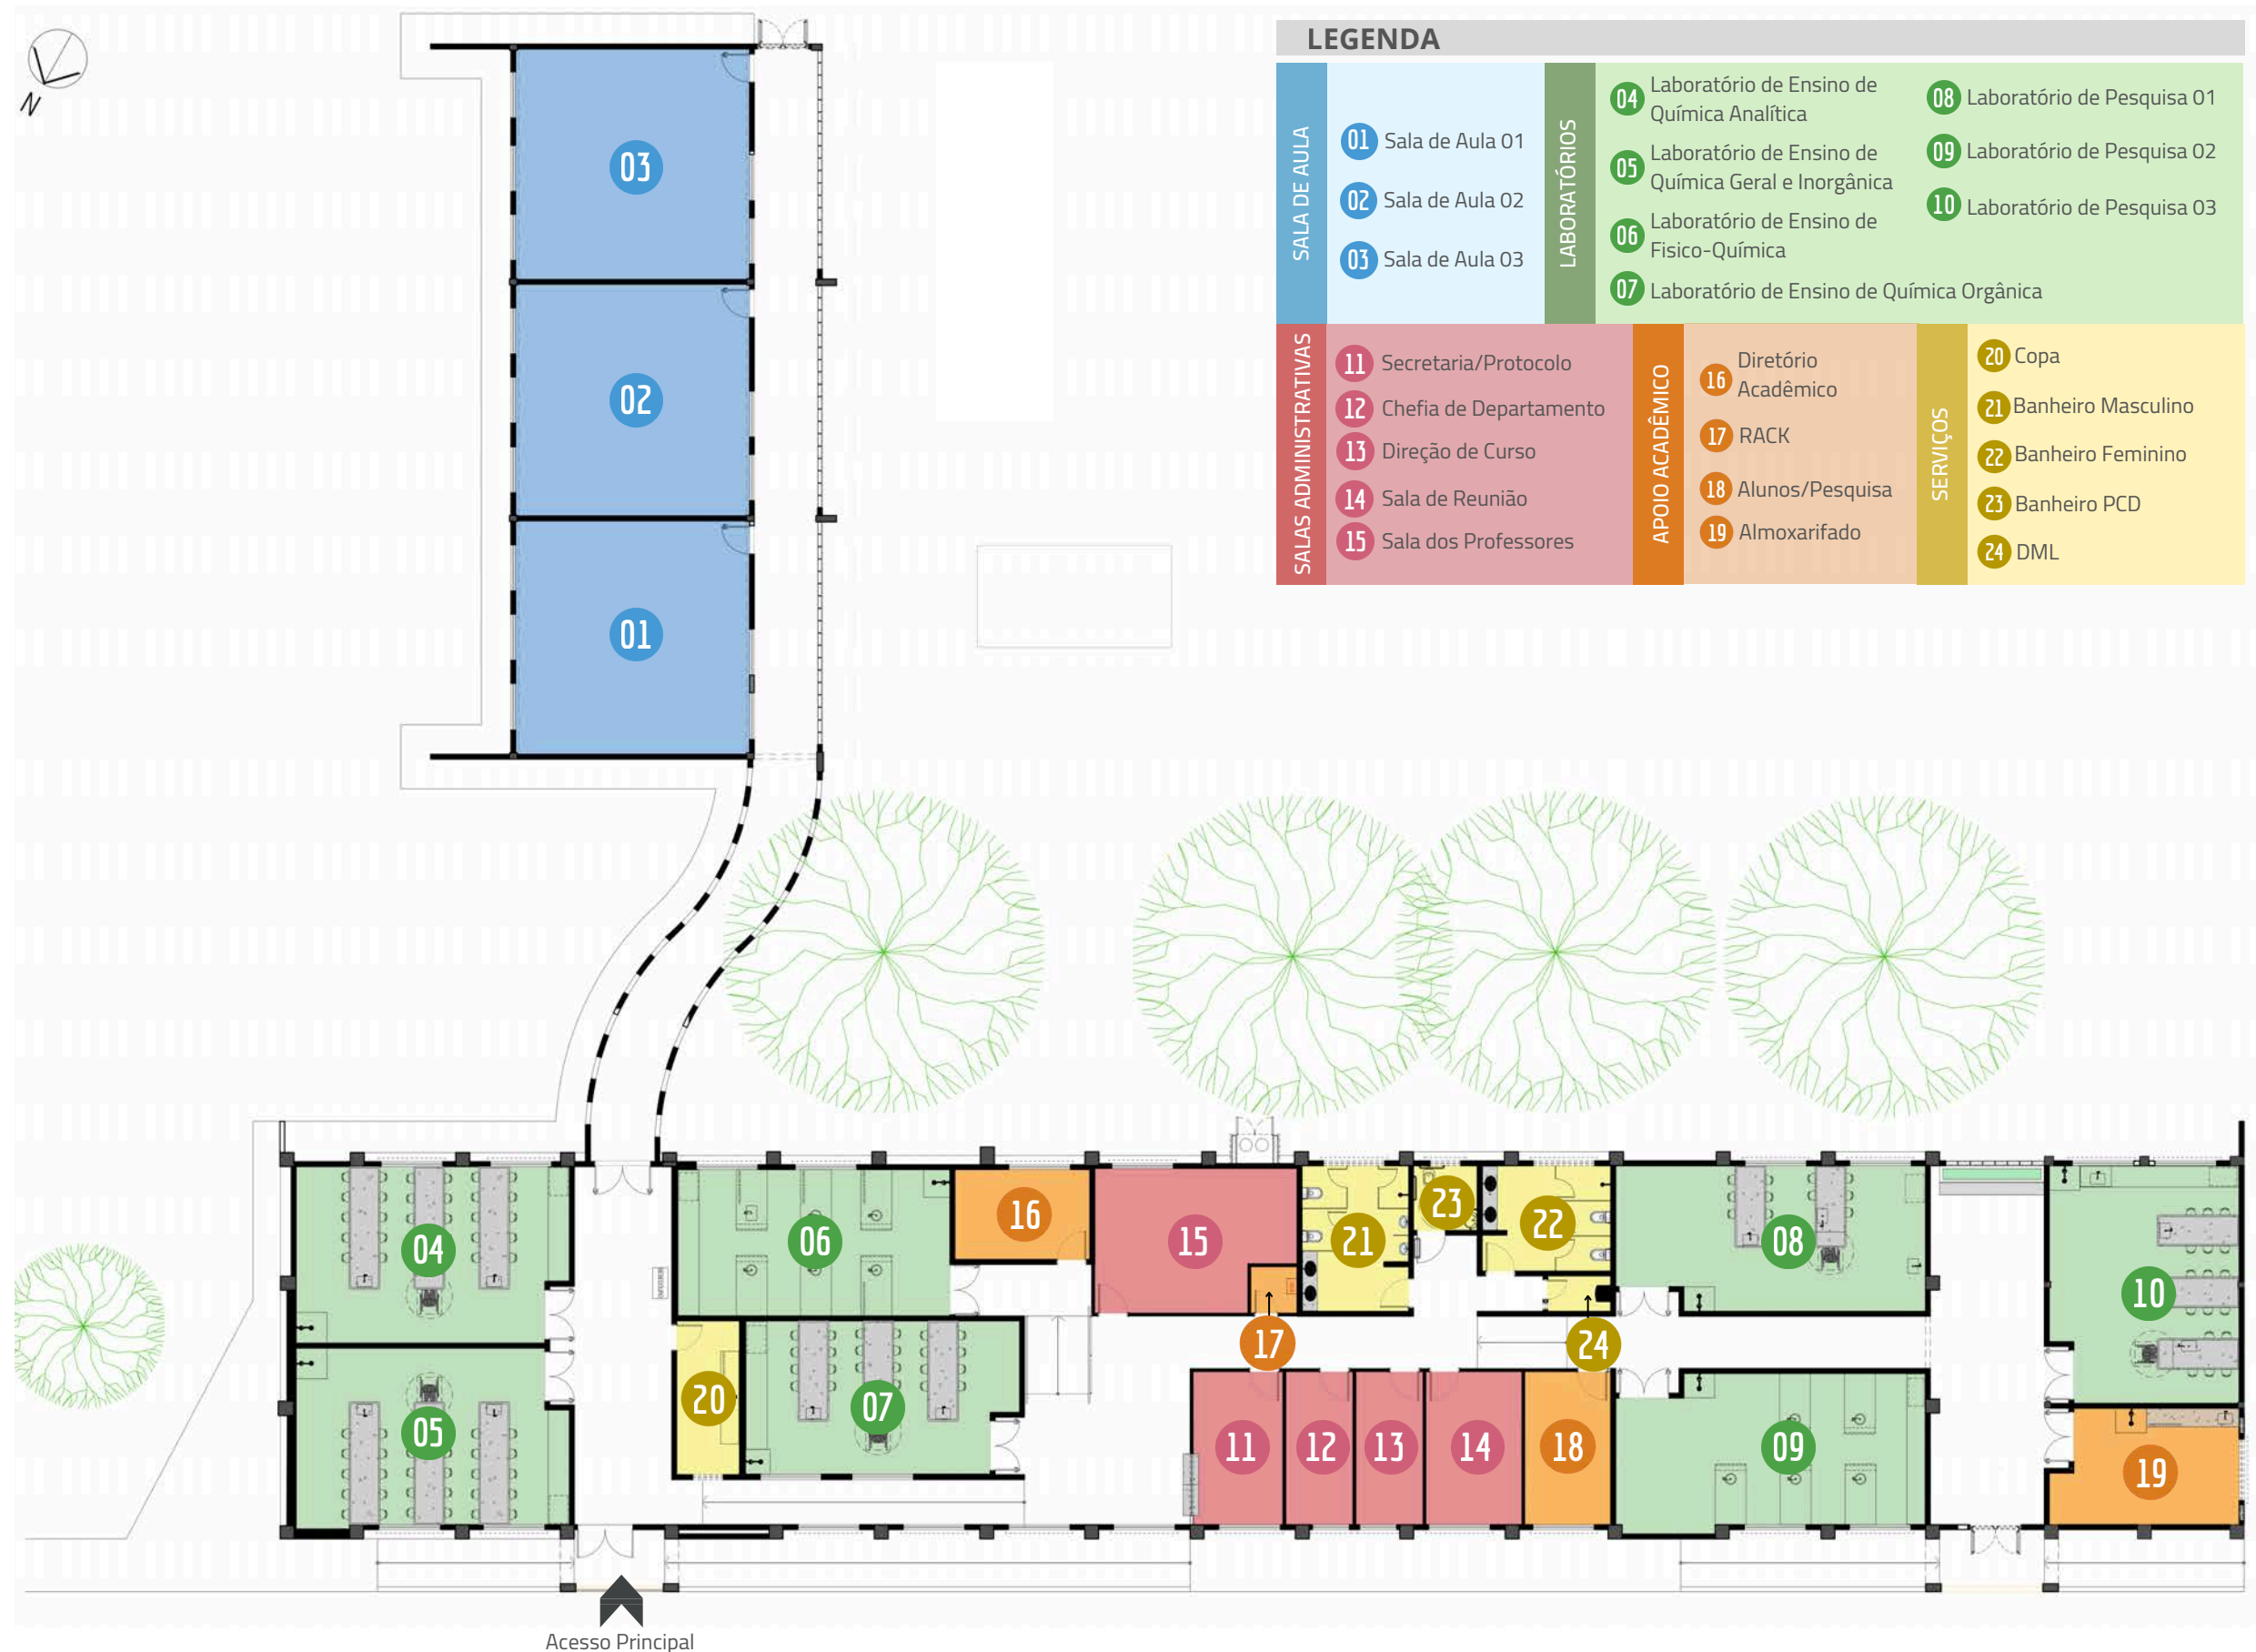 N
LEGENDA
SALA DE AULA
01 Sala de Aula 01
02 Sala de Aula 02
03 Sala de Aula 03
LABORATÓRIOS
04 Laboratório de Ensino de
Química Analítica
05 Laboratório de Ensino de
Química Geral e Inorgânica
06 Laboratório de Ensino de
Fisico-Química
07 Laboratório de Ensino de Química Orgânica
08 Laboratório de Pesquisa 01
09 Laboratório de Pesquisa 02
10 Laboratório de Pesquisa 03
SALAS ADMINISTRATIVAS
11 Secretaria/Protocolo
12 Chefia de Departamento
13 Direção de Curso
14 Sala de Reunião
15 Sala dos Professores
APOIO ACADÊMICO
16 Diretório
Acadêmico
17 RACK
18 Alunos/Pesquisa
19 Almoxarifado
SERVIÇOS
20 Copa
21 Banheiro Masculino
22 Banheiro Feminino
23 Banheiro PCD
24 DML
03
02
01
04
05
06
16
15
21
23
22
08
10
17
24
20
07
11
12
13
14
18
09
19
Acesso Principal